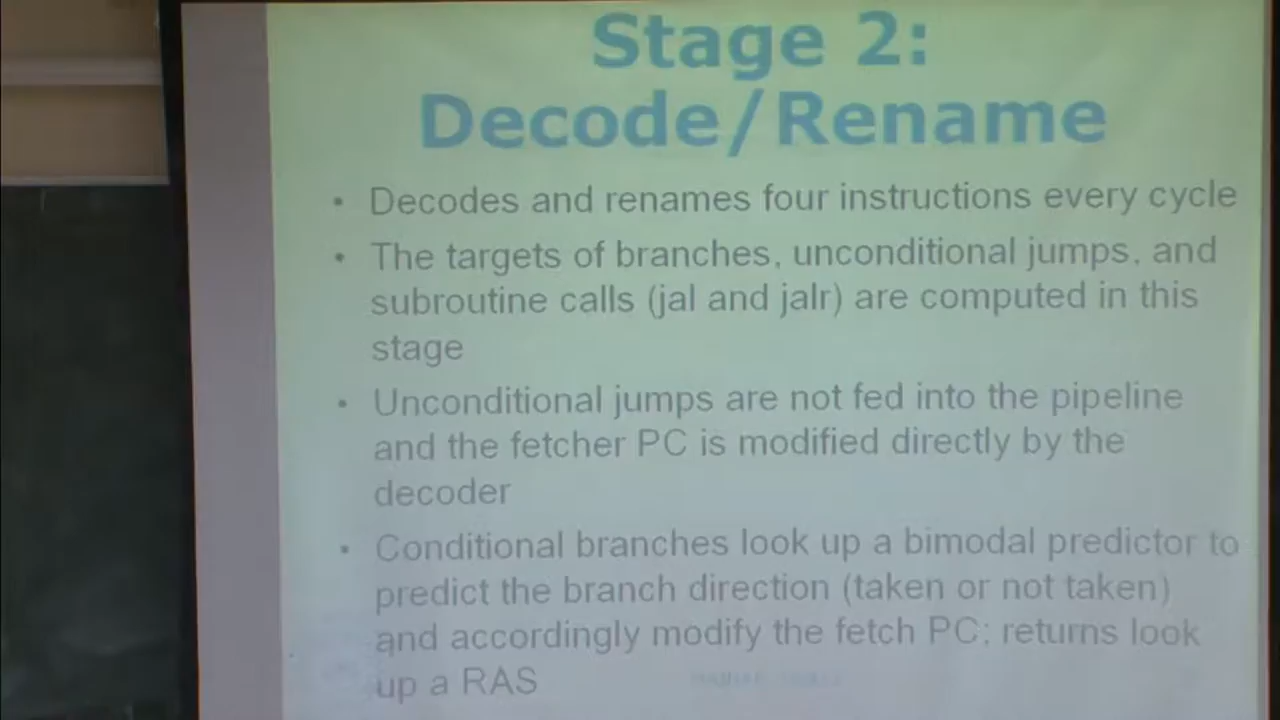 Stage 2:
Decode/Rename
• Decodes and renames four instructions every cycle
• The targets of branches, unconditional jumps, and
subroutine calls (jal and jalr) are computed in this
stage
• Unconditional jumps are not fed into the pipeline
and the fetcher PC is modified directly by the
decoder
• Conditional branches look up a bimodal predictor to
predict the branch direction (taken or not taken)
and accordingly modify the fetch PC; returns look
up a RAS